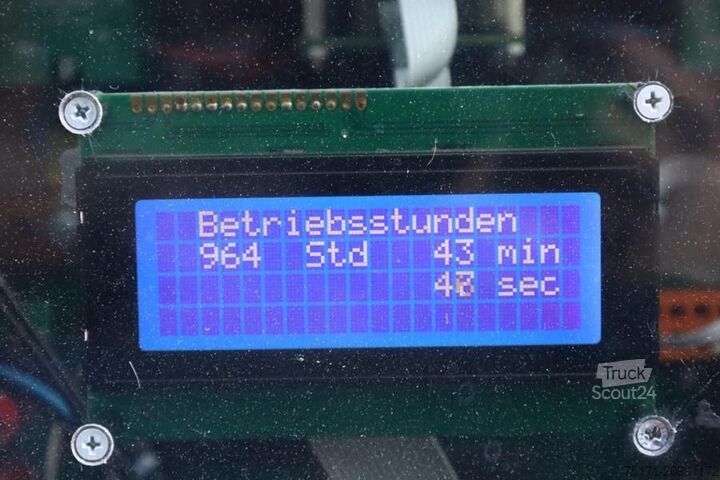 Betriebsstunden
964 Std 43 min
sec
Truck
Scout24